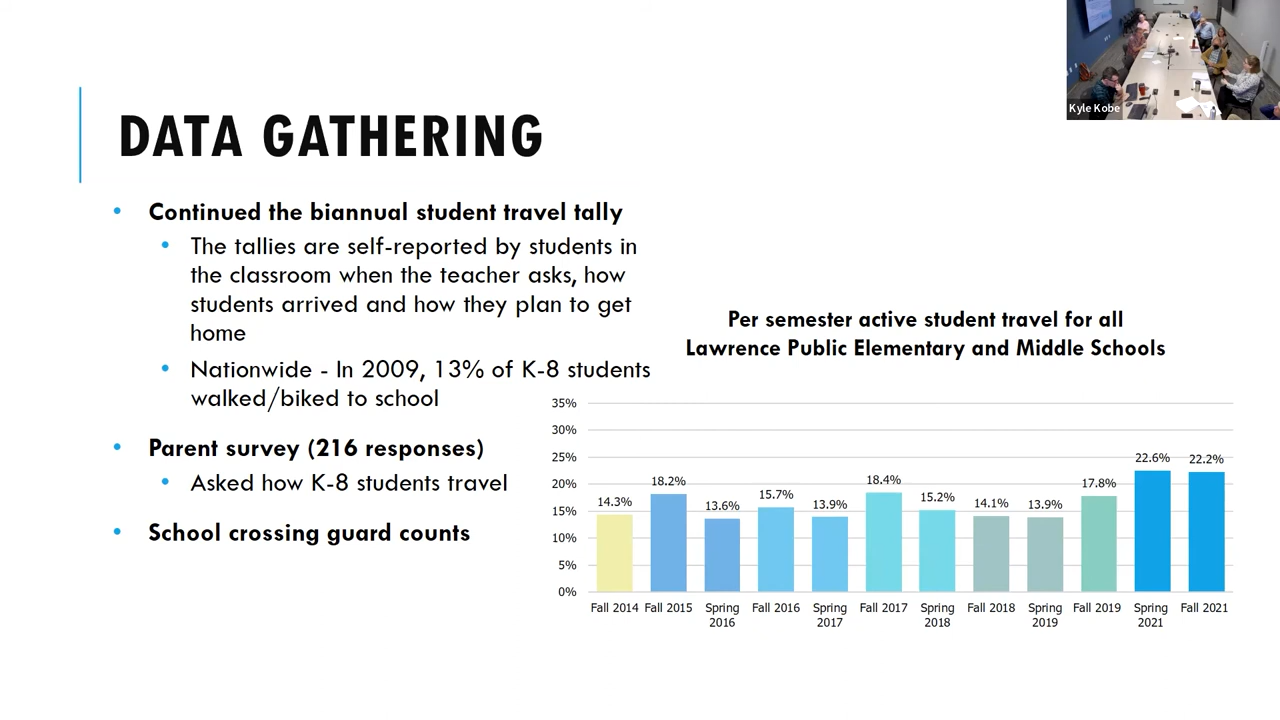 Kyle Kobe
DATA GATHERING
• Continued the biannual student travel tally
• The tallies are self-reported by students in
the classroom when the teacher asks, how
students arrived and how they plan to get
home
• Nationwide - In 2009, 13% of K-8 students
walked/biked to school
• Parent survey (216 responses)
• Asked how K-8 students travel
• School crossing guard counts
Per semester active student travel for all
Lawrence Public Elementary and Middle Schools
35%
30%
25%
20%
15%
10%
5%
0%
14.3%
18.2%
13.6%
15.7%
13.9%
18.4%
15.2%
14.1%
13.9%
17.8%
22.6%
22.2%
Fall 2014
Fall 2015
Spring
2016
Fall 2016
Spring
2017
Fall 2017
Spring
2018
Fall 2018
Spring
2019
Fall 2019
Spring
2021
Fall 2021